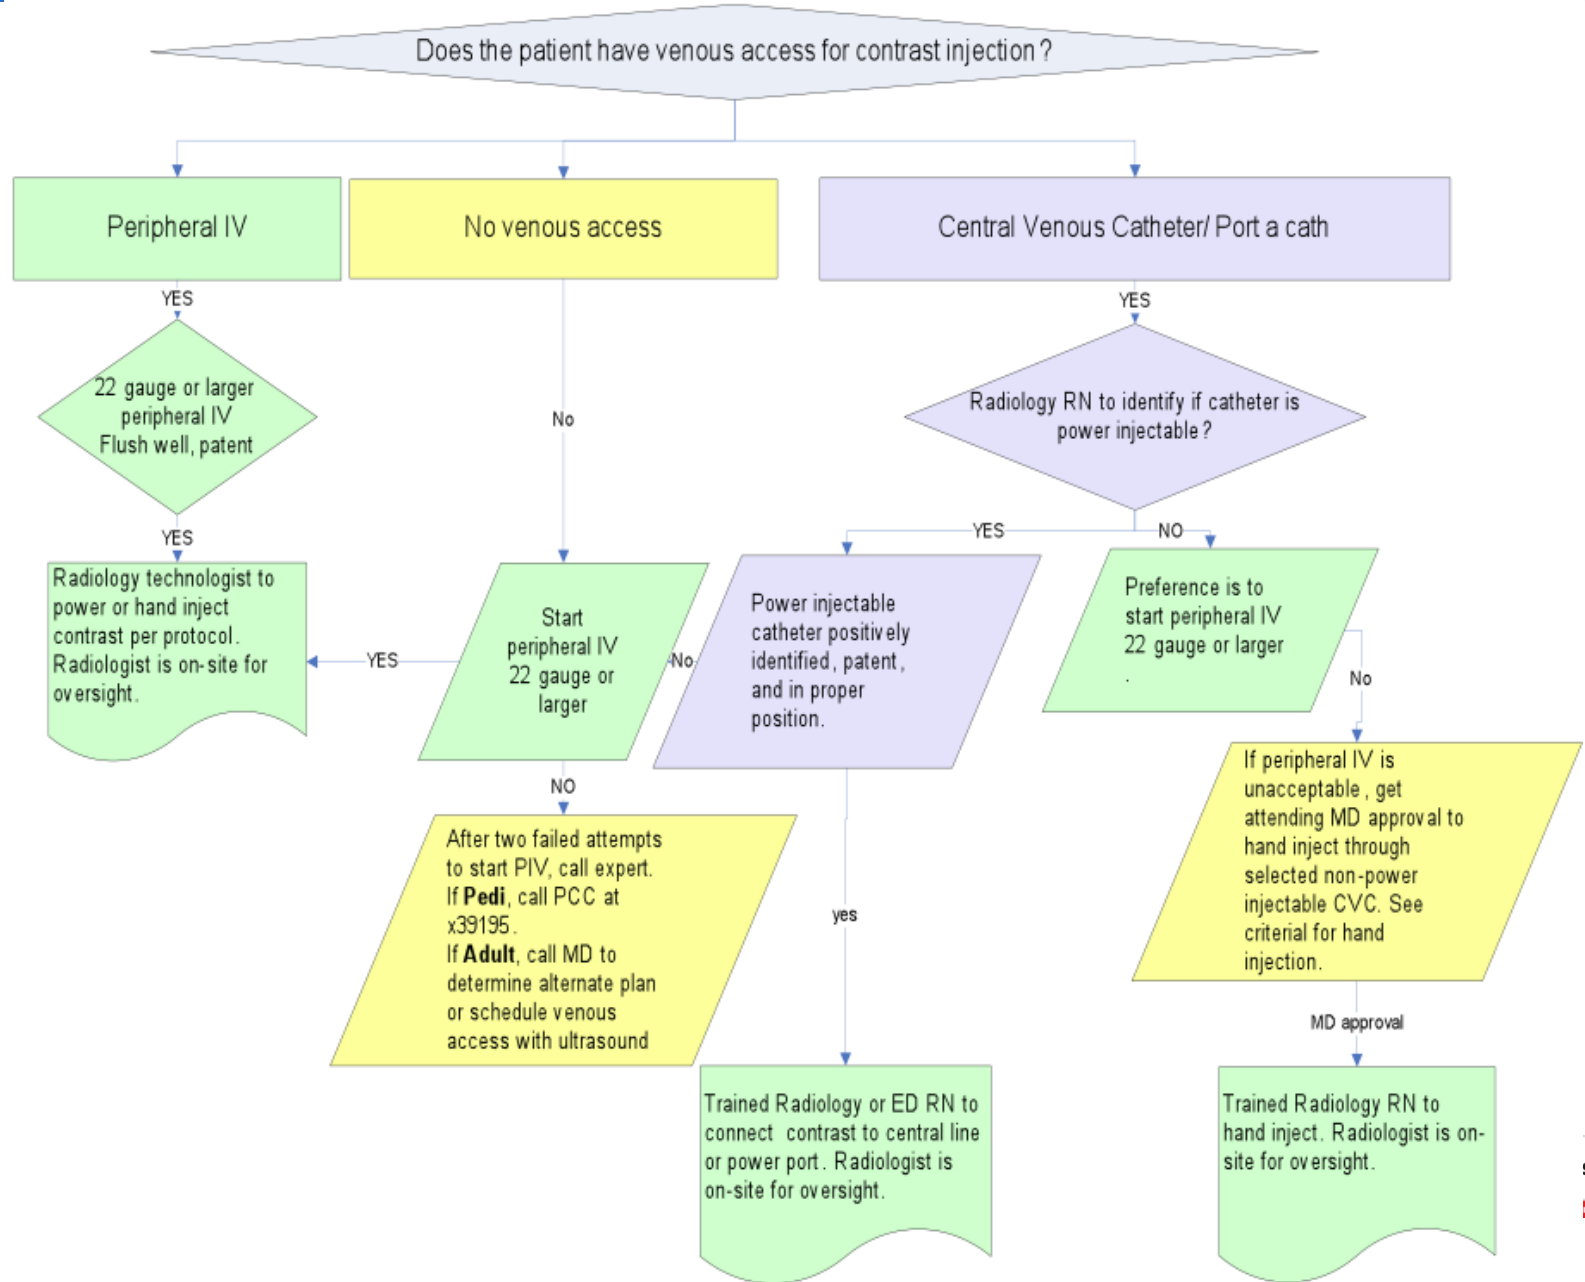 Does the patient have venous access for contrast injection ?
Peripheral IV
No venous access
Central Venous Catheter/ Port a cath
YES
YES
22 gauge or larger
peripheral IV
Flush well, patent
No
Radiology RN to identify if catheter is
power injectable ?
YES
YES
NO
Radiology technologist to
power or hand inject
contrast per protocol.
Radiologist is on-site for
oversight.
YES
Start
peripheral IV
22 gauge or
larger
No
Power injectable
catheter positively
identified, patent,
and in proper
position.
Preference is to
start peripheral IV
22 gauge or larger
.
No
NO
After two failed attempts
to start PIV, call expert.
If Pedi, call PCC at
x39195.
If Adult, call MD to
determine alternate plan
or schedule venous
access with ultrasound
yes
If peripheral IV is
unacceptable, get
attending MD approval to
hand inject through
selected non-power
injectable CVC. See
criterial for hand
injection.
MD approval
Trained Radiology or ED RN to
connect contrast to central line
or power port. Radiologist is
on-site for oversight.
Trained Radiology RN to
hand inject. Radiologist is on-
site for oversight.